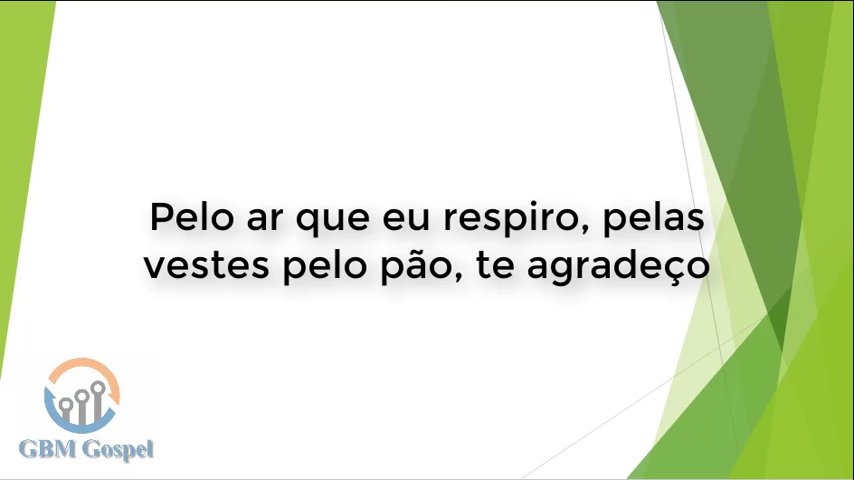 Pelo ar que eu respiro, pelas
vestes pelo pão, te agradeço
GBM Gospel